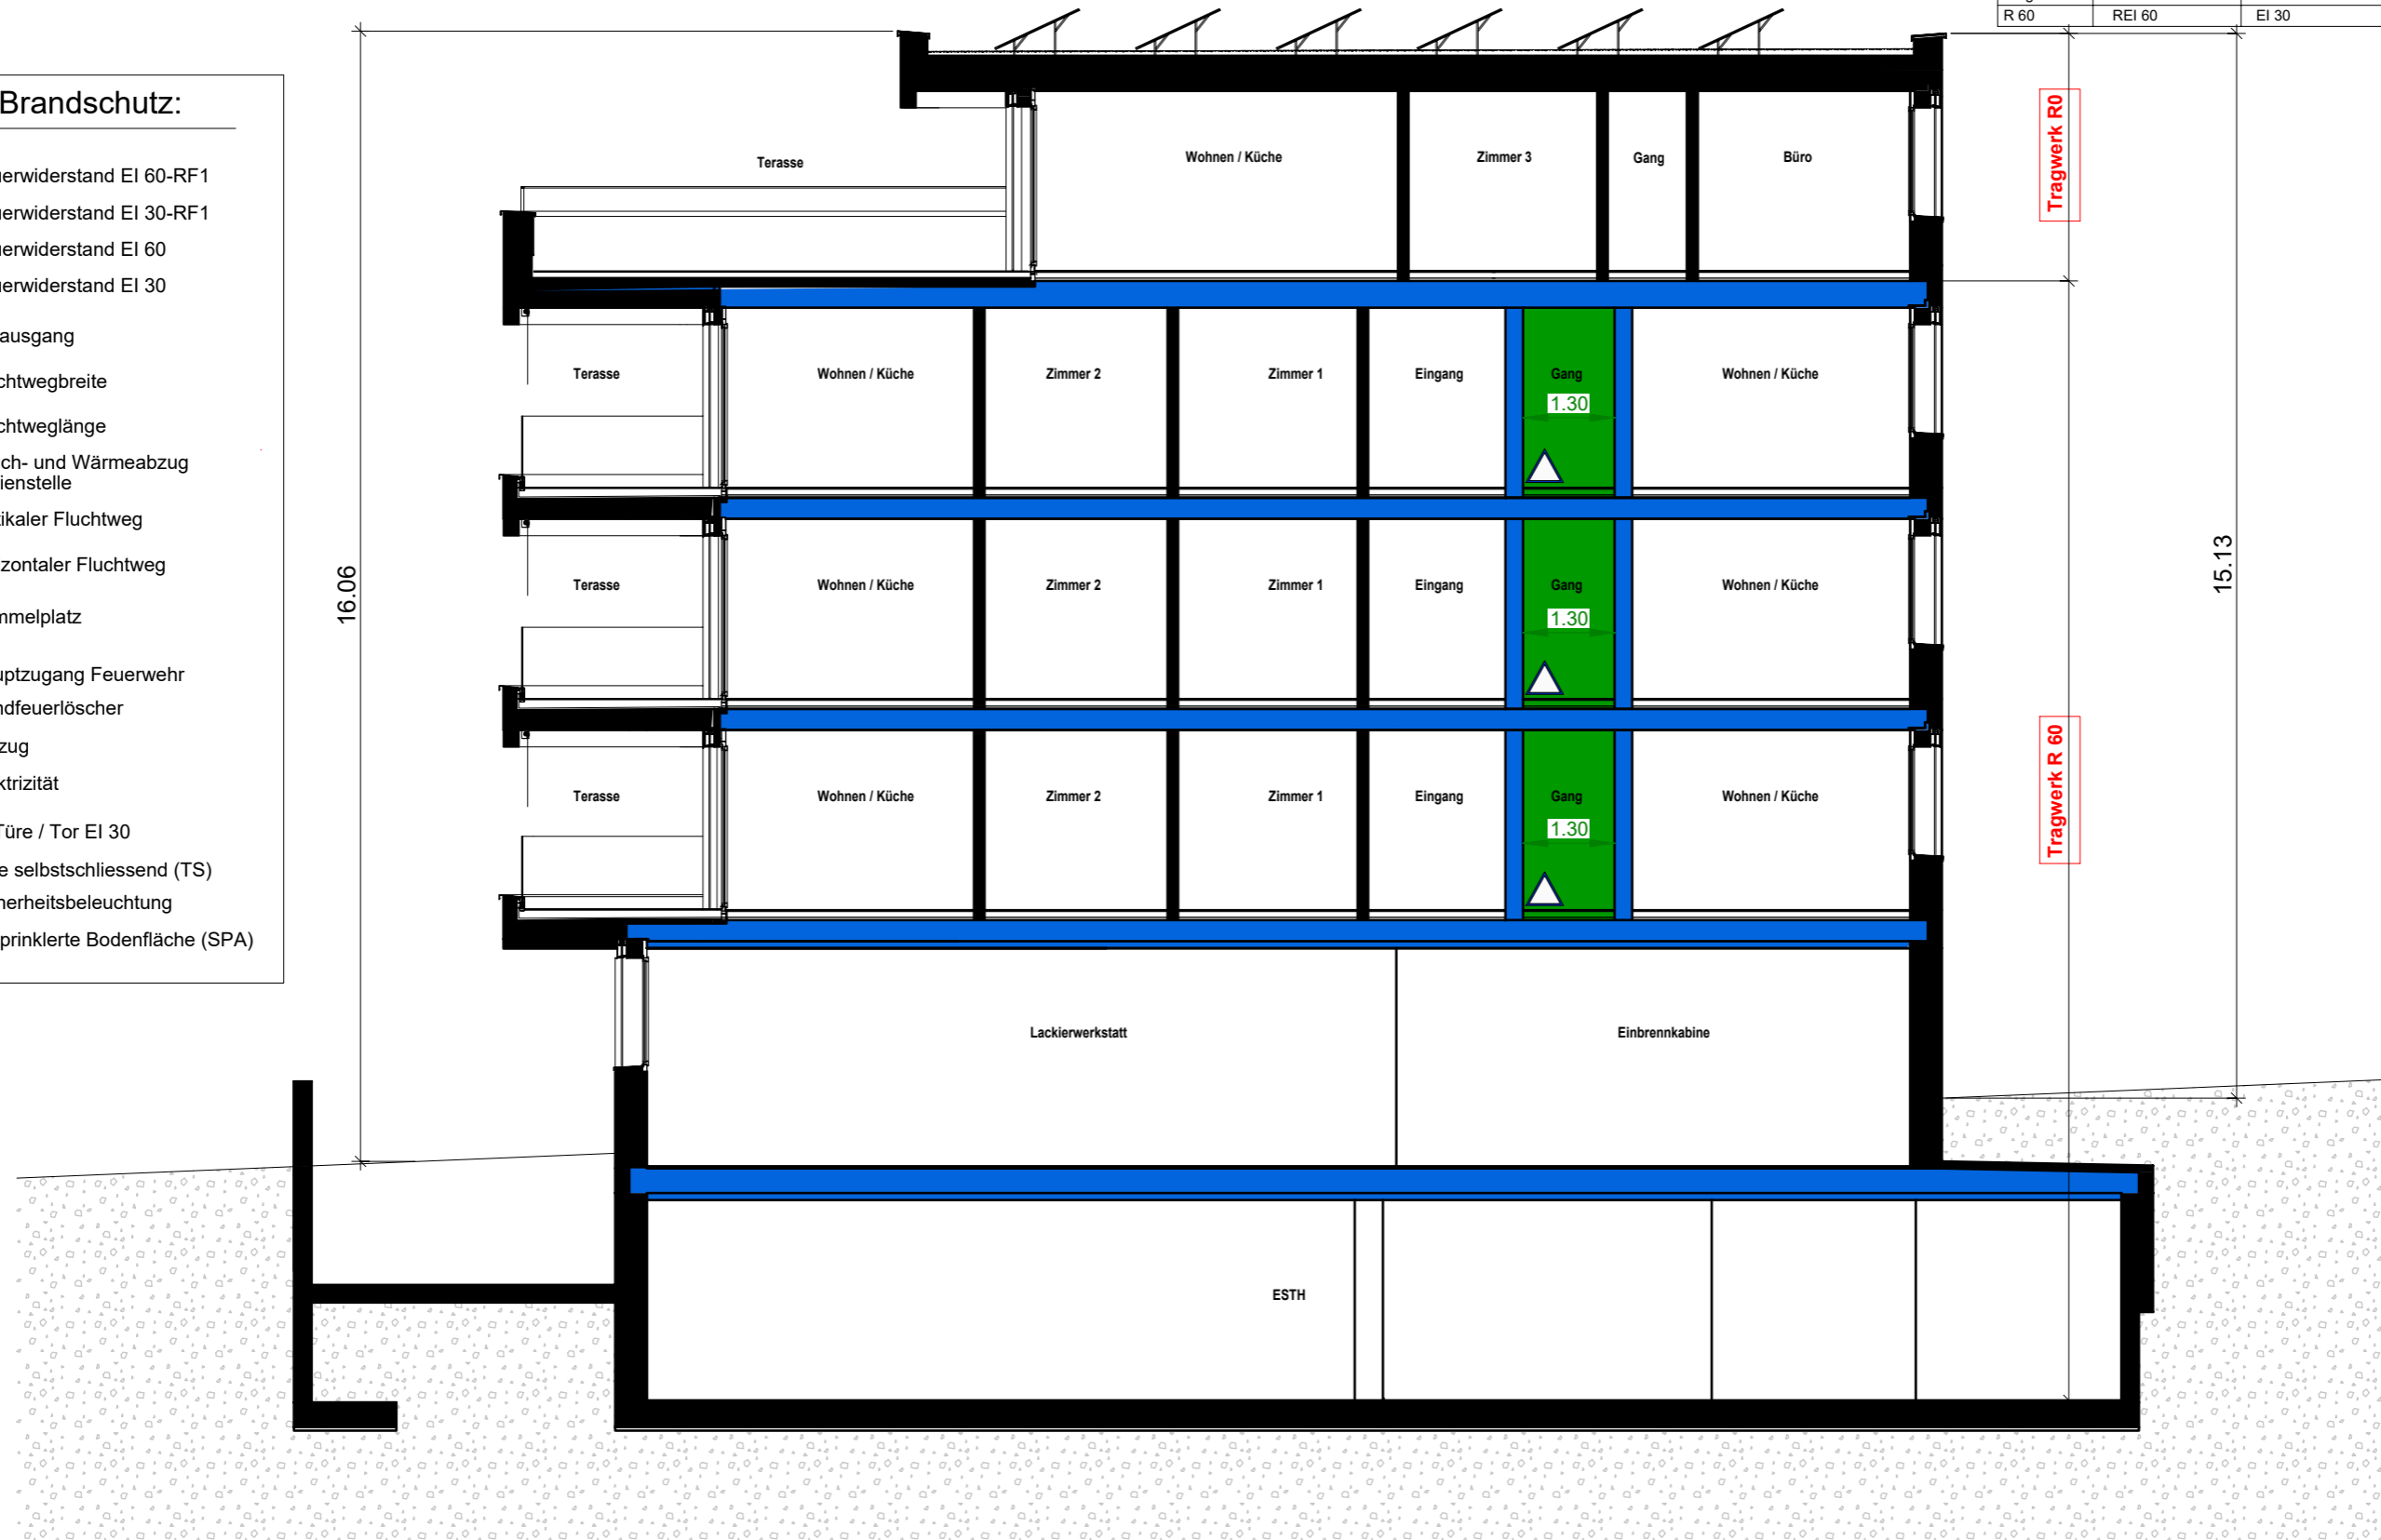 R 60 REI 60 EI 30
Brandschutz:
uerwiderstand EI 60-RF1
uerwiderstand EI 30-RF1
uerwiderstand EI 60
uerwiderstand EI 30
ausgang
chtwegbreite
chtweglänge
ch- und Wärmeabzug
ienstelle
tikaler Fluchtweg
zontaler Fluchtweg
mmelplatz
uptzugang Feuerwehr
ndfeuerlöscher
zug
ktrizität
Türe / Tor EI 30
e selbstschliessend (TS)
herheitsbeleuchtung
prinklerte Bodenfläche (SPA)
16.06
Terasse Wohnen / Küche Zimmer 3 Gang Büro
Tragwerk R0
Terasse Wohnen / Küche Zimmer 2 Zimmer 1 Eingang Gang Wohnen / Küche
1.30
15.13
Terasse Wohnen / Küche Zimmer 2 Zimmer 1 Eingang Gang Wohnen / Küche
1.30
Tragwerk R 60
Terasse Wohnen / Küche Zimmer 2 Zimmer 1 Eingang Gang Wohnen / Küche
1.30
Lackierwerkstatt Einbrennkabine
ESTH